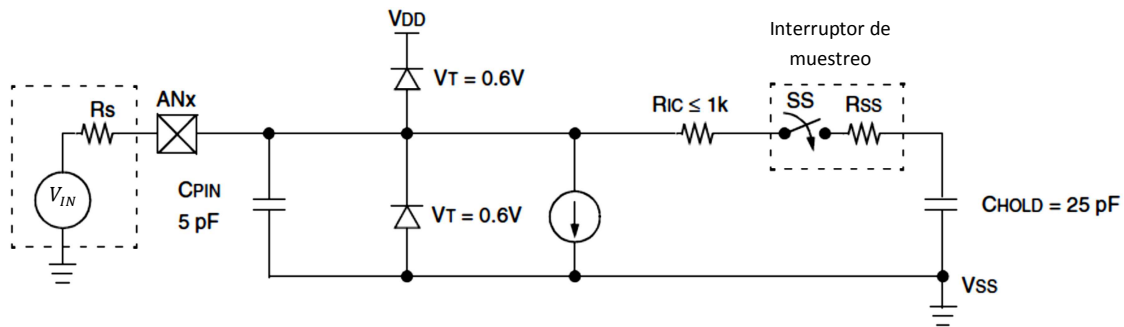 Interruptor de
muestreo
VDD
VT = 0.6V
ANx
Rs
RIC ≤ 1k
SS
RSS
VIN
CPIN
5 pF
VT = 0.6V
CHOLD = 25 pF
VSS